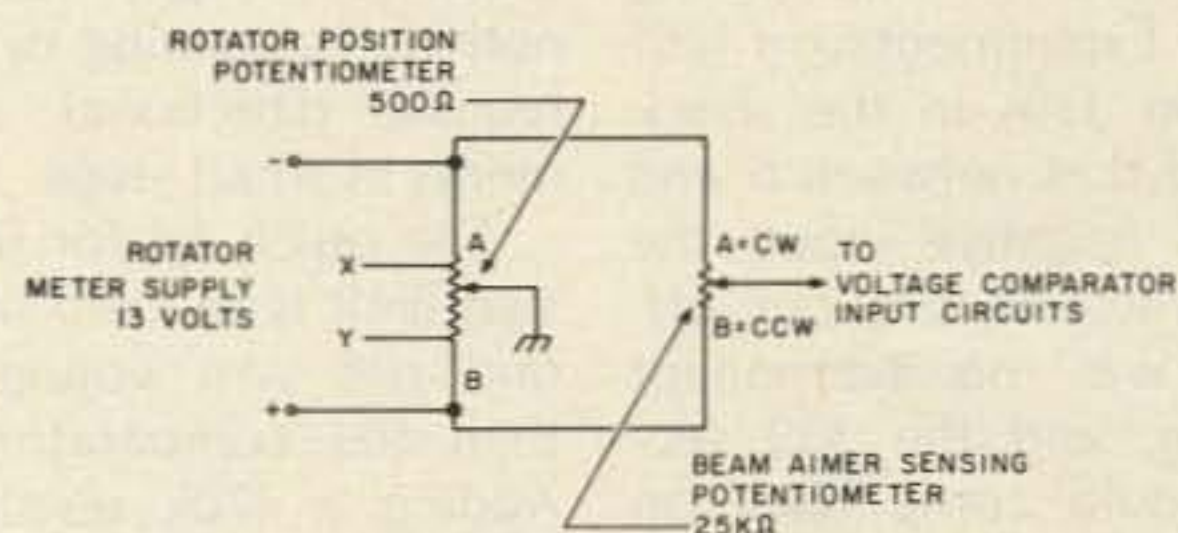 ROTATOR POSITION
POTENTIOMETER
500Ω
-
+
ROTATOR
METER SUPPLY
13 VOLTS
X
Y
A
B
A=CW
B=CCW
TO
VOLTAGE COMPARATOR
INPUT CIRCUITS
BEAM AIMER SENSING
POTENTIOMETER
25KΩ